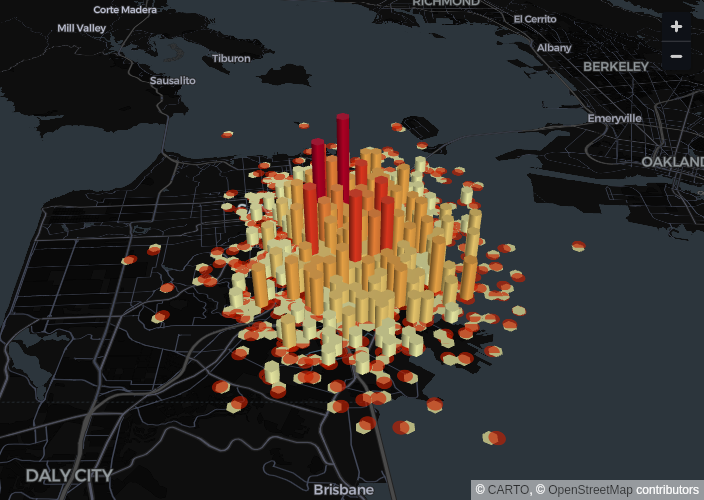 Corte Madera
RICHMOND
Mill Valley
El Cerrito
+
Albany
Tiburon
−
BERKELEY
Sausalito
Emeryville
OAKLAND
DALY CITY
Brisbane
© CARTO, © OpenStreetMap contributors